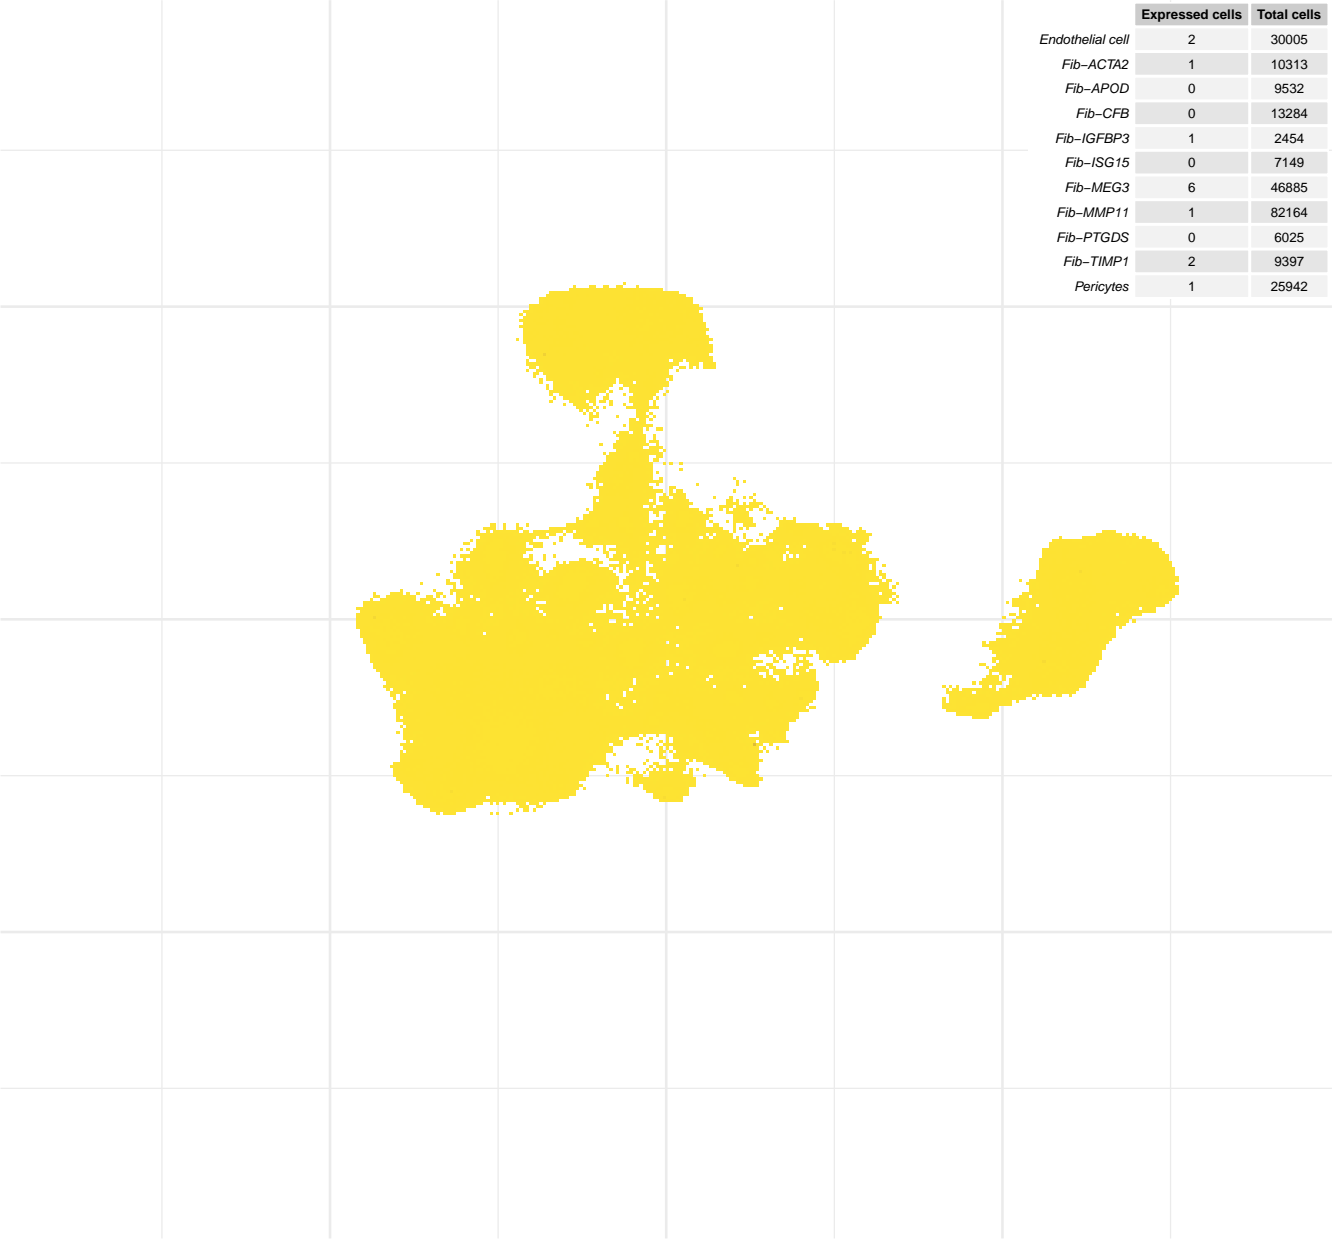 Expressed cells Total cells
Endothelial cell 2 30005
Fib−ACTA2 1 10313
Fib−APOD 0 9532
Fib−CFB 0 13284
Fib−IGFBP3 1 2454
Fib−ISG15 0 7149
Fib−MEG3 6 46885
Fib−MMP11 1 82164
Fib−PTGDS 0 6025
Fib−TIMP1 2 9397
Pericytes 1 25942